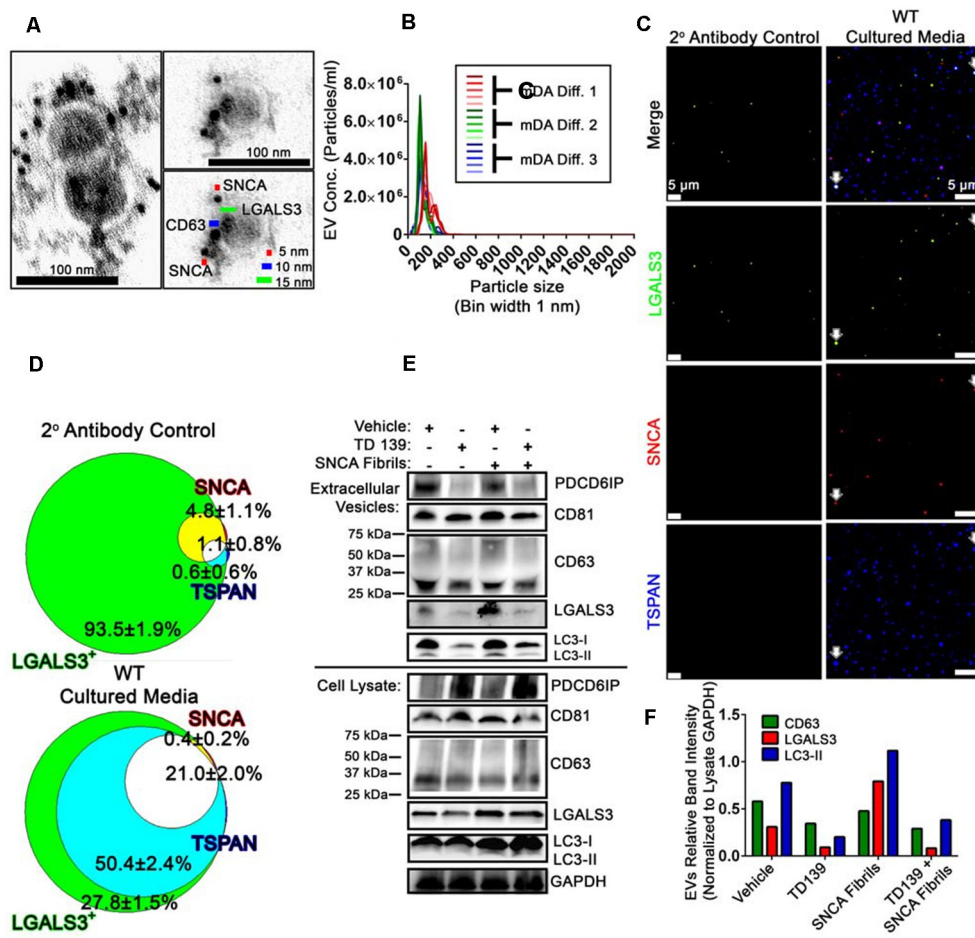 A
100 nm
100 nm
SNCA
LGALS3
CD63
SNCA
5 nm
10 nm
15 nm
100 nm
B
EV Conc. (Particles/ml)
8.0×10⁶
6.0×10⁶
4.0×10⁶
2.0×10⁶
0
C
mDA Diff. 1
mDA Diff. 2
mDA Diff. 3
0
200
400
600
800
1000
1200
1400
1600
1800
2000
Particle size
(Bin width 1 nm)
C
WT
2º Antibody Control
Cultured Media
Merge
5 µm
5 µm
LGALS3
SNCA
TSPAN
D
2º Antibody Control
SNCA
4.8±1.1%
1.1±0.8%
0.6±0.6%
TSPAN
93.5±1.9%
LGALS3⁺
WT
Cultured Media
SNCA
0.4±0.2%
21.0±2.0%
TSPAN
50.4±2.4%
27.8±1.5%
LGALS3⁺
E
Vehicle: + - + -
TD 139: - + - +
SNCA Fibrils: - - + +
Extracellular
Vesicles:
PDCD6IP
CD81
75 kDa
50 kDa
37 kDa
25 kDa
CD63
LGALS3
LC3-I
LC3-II
Cell Lysate:
PDCD6IP
CD81
75 kDa
50 kDa
37 kDa
25 kDa
CD63
LGALS3
LC3-I
LC3-II
GAPDH
F
EVs Relative Band Intensity
(Normalized to Lysate GAPDH)
1.5
1.0
0.5
0.0
CD63
LGALS3
LC3-II
Vehicle
TD139
SNCA Fibrils
TD139 +
SNCA Fibrils